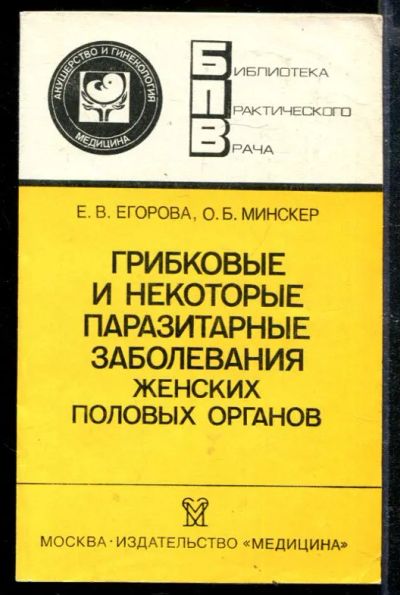 АКУШЕРСТВО И ГИНЕКОЛОГИЯ
МЕДИЦИНА
БИБЛИОТЕКА
ПРАКТИЧЕСКОГО
ВРАЧА
Е. В. ЕГОРОВА, О. Б. МИНСКЕР
ГРИБКОВЫЕ
И НЕКОТОРЫЕ
ПАРАЗИТАРНЫЕ
ЗАБОЛЕВАНИЯ
ЖЕНСКИХ
ПОЛОВЫХ ОРГАНОВ
МОСКВА · ИЗДАТЕЛЬСТВО «МЕДИЦИНА»